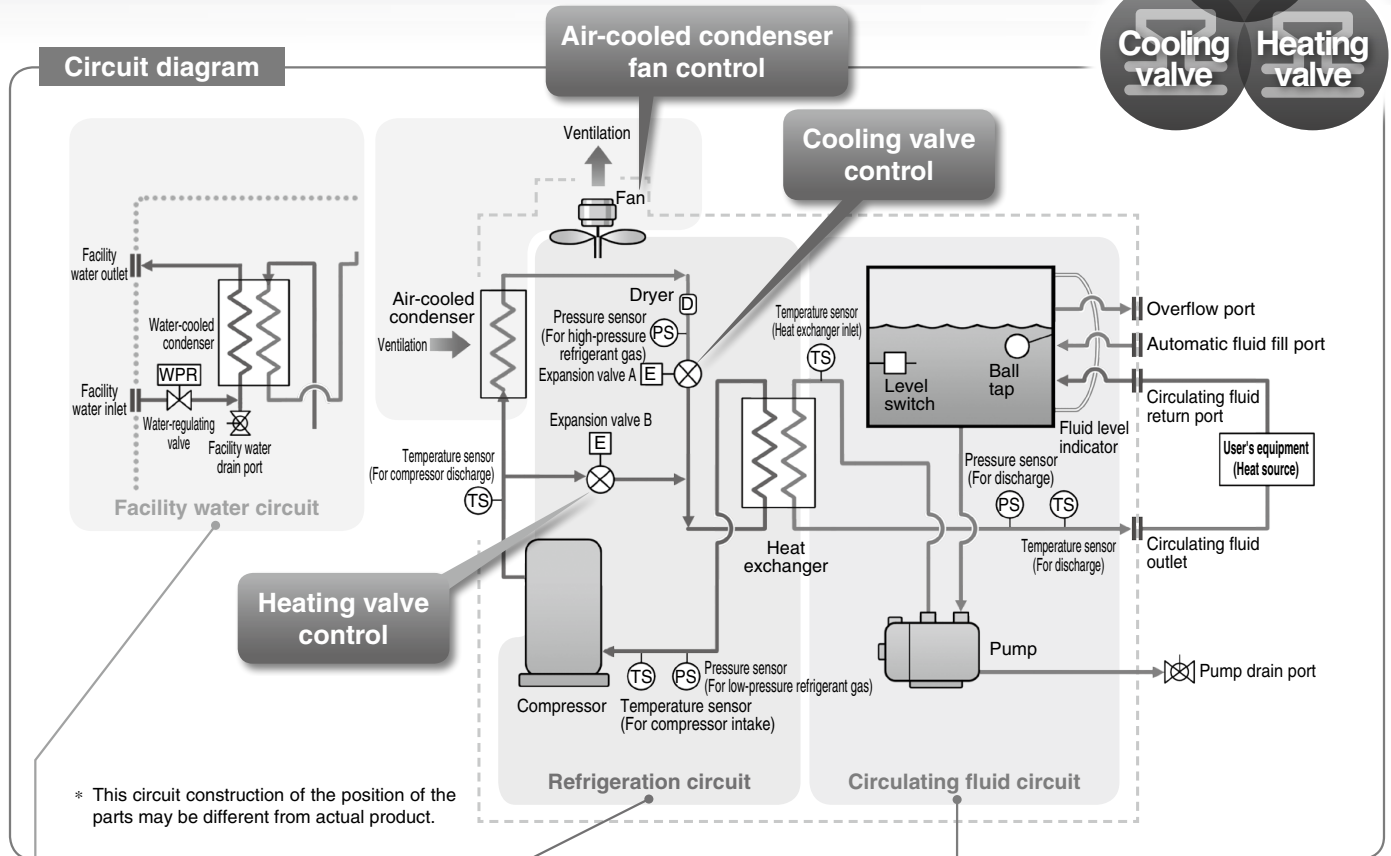 Circuit diagram
Air-cooled condenser
fan control
Cooling
valve
Heating
valve
Cooling valve
control
Ventilation
Fan
Facility
water outlet
Water-cooled
condenser
WPR
Facility
water inlet
Water-regulating
valve
Facility water
drain port
Facility water circuit
Air-cooled
condenser
Ventilation
Dryer
D
Pressure sensor
(For high-pressure
refrigerant gas)
PS
Expansion valve A
E
Expansion valve B
E
Temperature sensor
(For compressor discharge)
TS
Temperature sensor
(Heat exchanger inlet)
TS
Level
switch
Ball
tap
Fluid level
indicator
Overflow port
Automatic fluid fill port
Circulating fluid
return port
User's equipment
(Heat source)
Pressure sensor
(For discharge)
PS
TS
Temperature sensor
(For discharge)
Circulating fluid
outlet
Heat
exchanger
Heating valve
control
Compressor
TS
Temperature sensor
(For compressor intake)
PS
Pressure sensor
(For low-pressure refrigerant gas)
Pump
Pump drain port
Refrigeration circuit
Circulating fluid circuit
* This circuit construction of the position of the
parts may be different from actual product.